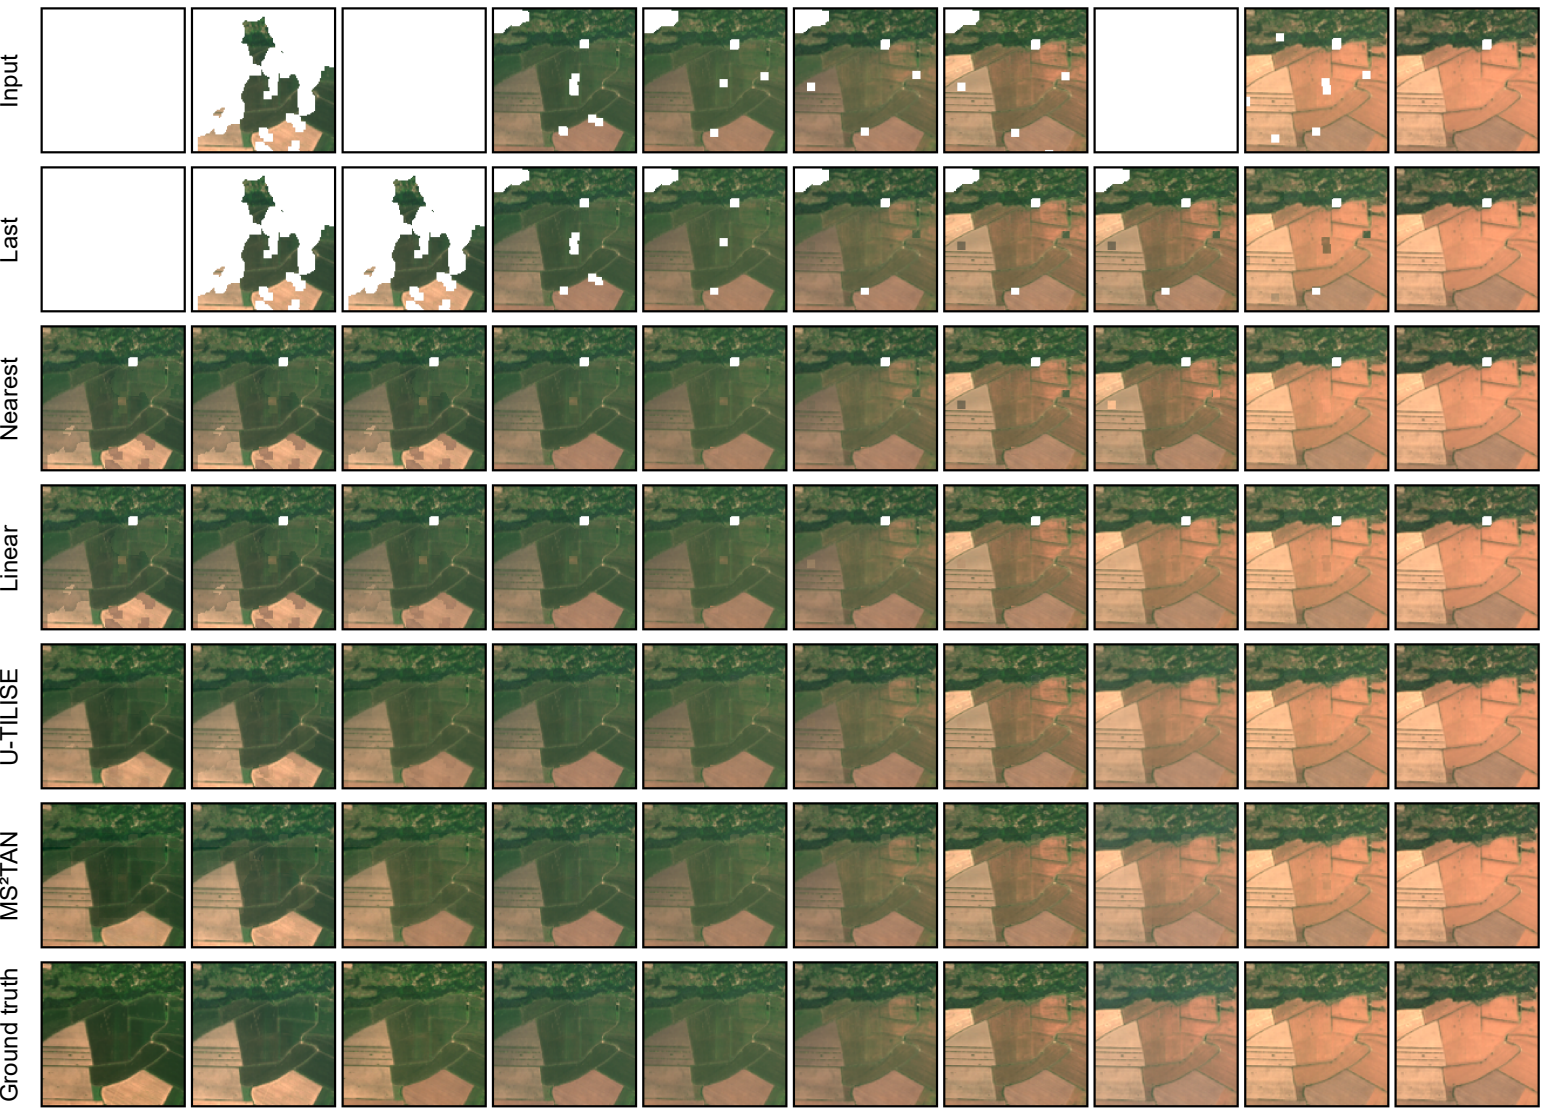 Input
Last
Nearest
Linear
U-TILISE
MS²TAN
Ground truth